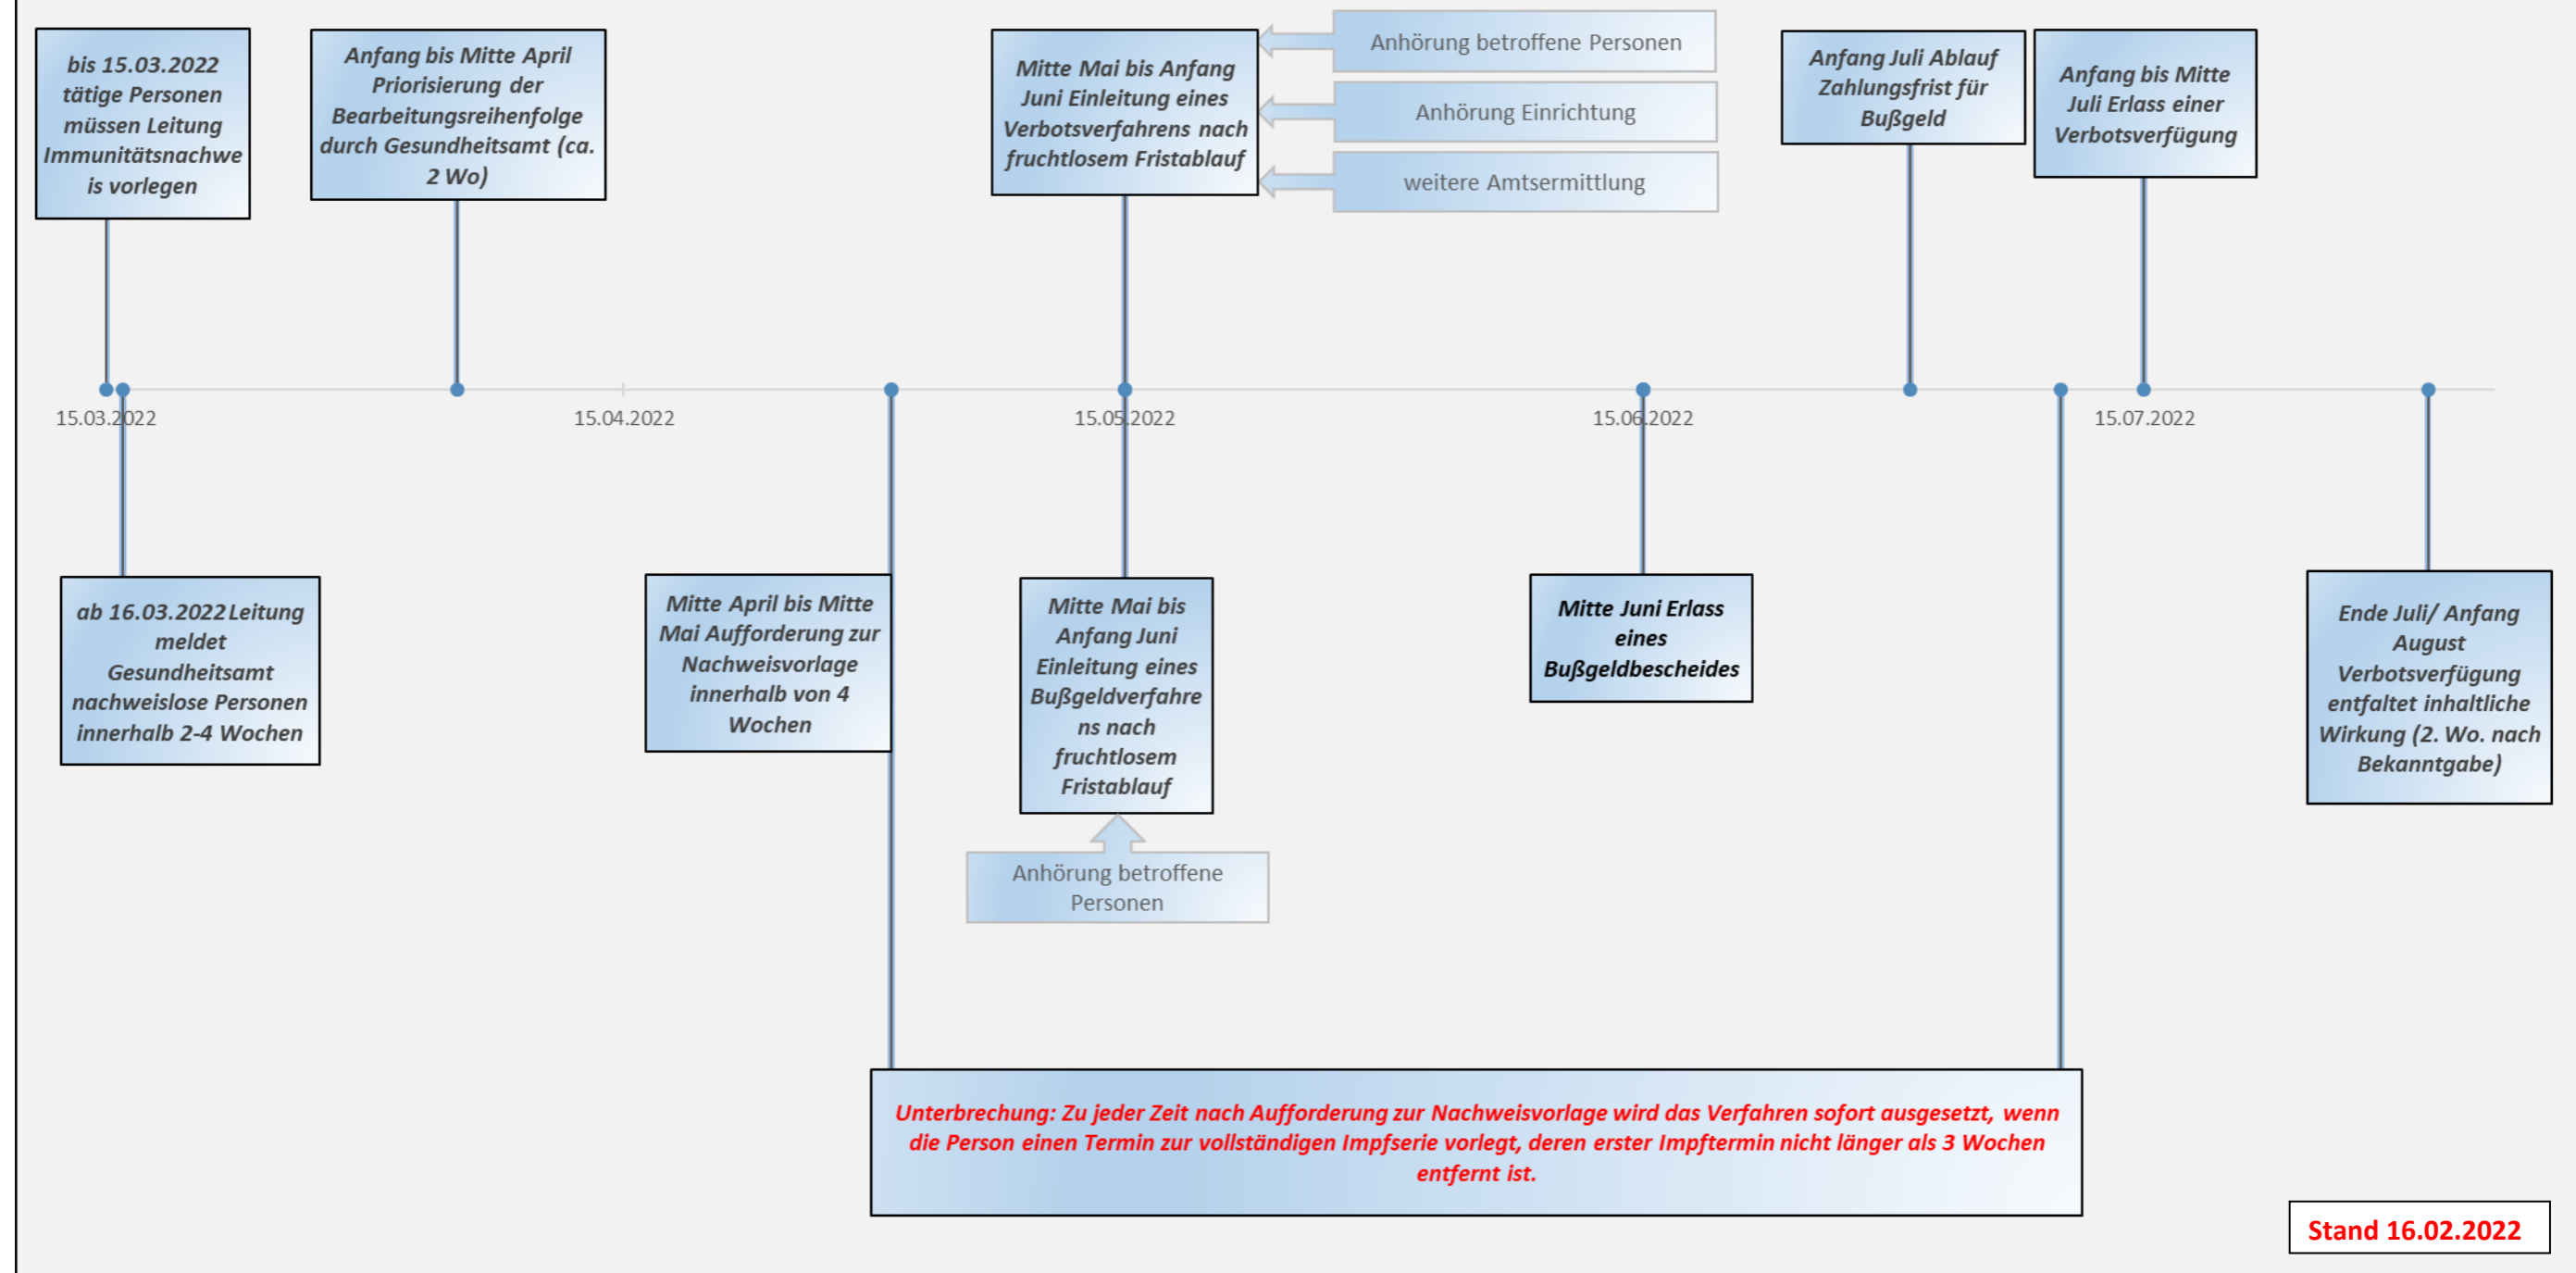 bis 15.03.2022
tätige Personen
müssen Leitung
Immunitätsnachwe
is vorlegen
Anfang bis Mitte April
Priorisierung der
Bearbeitungsreihenfolge
durch Gesundheitsamt (ca.
2 Wo)
Mitte Mai bis Anfang
Juni Einleitung eines
Verbotsverfahrens nach
fruchtlosem Fristablauf
Anhörung betroffene Personen
Anhörung Einrichtung
weitere Amtsermittlung
Anfang Juli Ablauf
Zahlungsfrist für
Bußgeld
Anfang bis Mitte
Juli Erlass einer
Verbotsverfügung
15.03.2022
15.04.2022
15.05.2022
15.06.2022
15.07.2022
ab 16.03.2022 Leitung
meldet
Gesundheitsamt
nachweislose Personen
innerhalb 2-4 Wochen
Mitte April bis Mitte
Mai Aufforderung zur
Nachweisvorlage
innerhalb von 4
Wochen
Mitte Mai bis
Anfang Juni
Einleitung eines
Bußgeldverfahre
ns nach
fruchtlosem
Fristablauf
Anhörung betroffene
Personen
Mitte Juni Erlass
eines
Bußgeldbescheides
Ende Juli/ Anfang
August
Verbotsverfügung
entfaltet inhaltliche
Wirkung (2. Wo. nach
Bekanntgabe)
Unterbrechung: Zu jeder Zeit nach Aufforderung zur Nachweisvorlage wird das Verfahren sofort ausgesetzt, wenn
die Person einen Termin zur vollständigen Impfserie vorlegt, deren erster Impftermin nicht länger als 3 Wochen
entfernt ist.
Stand 16.02.2022